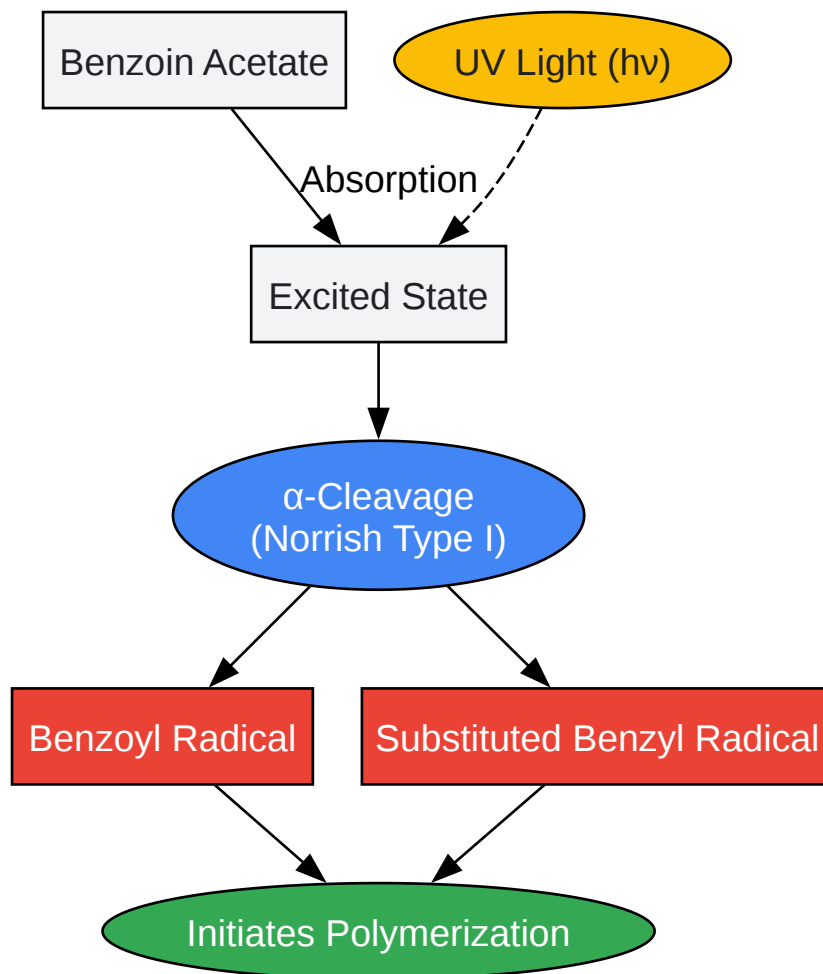 Benzoin Acetate
UV Light (hν)
Absorption
Excited State
α-Cleavage
(Norrish Type I)
Benzoyl Radical
Substituted Benzyl Radical
Initiates Polymerization